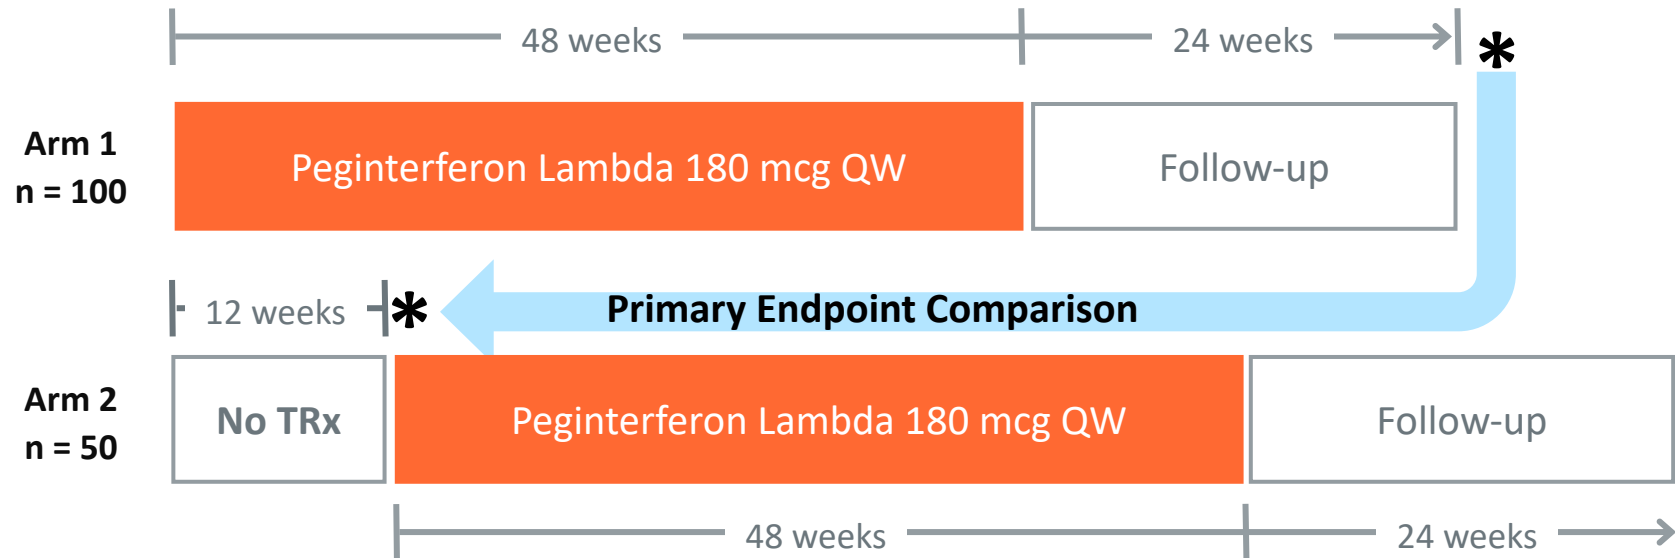 48 weeks
24 weeks
*
Arm 1
n = 100
Peginterferon Lambda 180 mcg QW
Follow-up
12 weeks
*
Primary Endpoint Comparison
Arm 2
n = 50
No TRx
Peginterferon Lambda 180 mcg QW
Follow-up
48 weeks
24 weeks